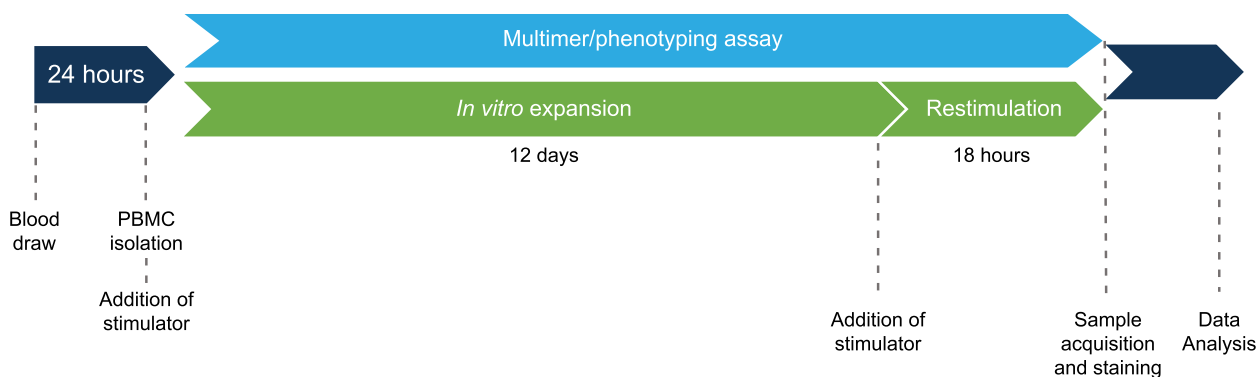 Multimer/phenotyping assay
24 hours
In vitro expansion
Restimulation
12 days
18 hours
Blood
draw
PBMC
isolation
Addition of
stimulator
Addition of
stimulator
Sample
acquisition
and staining
Data
Analysis